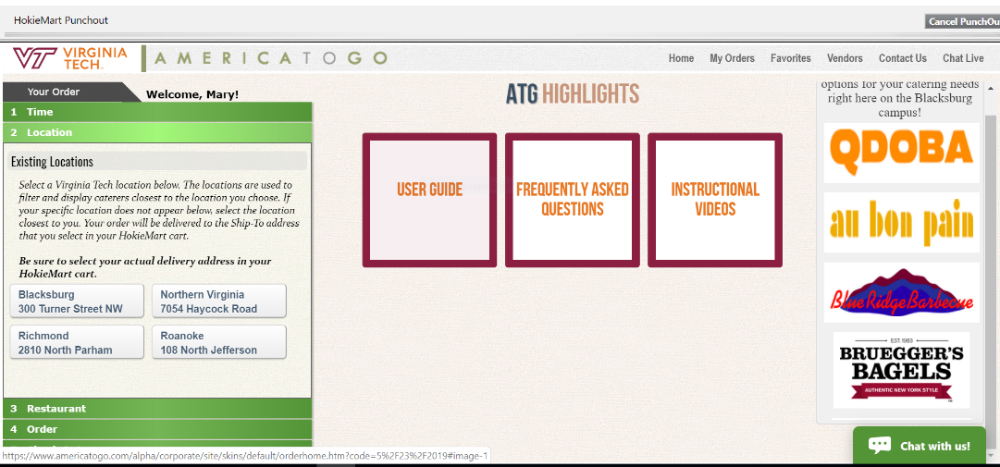 HokieMart Punchout
Cancel PunchOu
VT VIRGINIA
TECH.
AMERICATOGO
Home My Orders Favorites Vendors Contact Us Chat Live
Your Order
Welcome, Mary!
1 Time
2 Location
Existing Locations
Select a Virginia Tech location below. The locations are used to
filter and display caterers closest to the location you choose. If
your specific location does not appear below, select the location
closest to you. Your order will be delivered to the Ship-To address
that you select in your HokieMart cart.
Be sure to select your actual delivery address in your
HokieMart cart.
Blacksburg
300 Turner Street NW
Northern Virginia
7054 Haycock Road
Richmond
2810 North Parham
Roanoke
108 North Jefferson
3 Restaurant
4 Order
https://www.americatogo.com/alpha/corporate/site/skins/default/orderhome.htm?code=5%2F23%2F2019#image-1
ATG HIGHLIGHTS
USER GUIDE
FREQUENTLY ASKED
QUESTIONS
INSTRUCTIONAL
VIDEOS
options for your catering needs
right here on the Blacksburg
campus!
QDOBA
au bon pain
BlueRidgeBarbecue
EST. 1983
BRUEGGER'S
BAGELS
AUTHENTIC NEW YORK STYLE
TM
Chat with us!